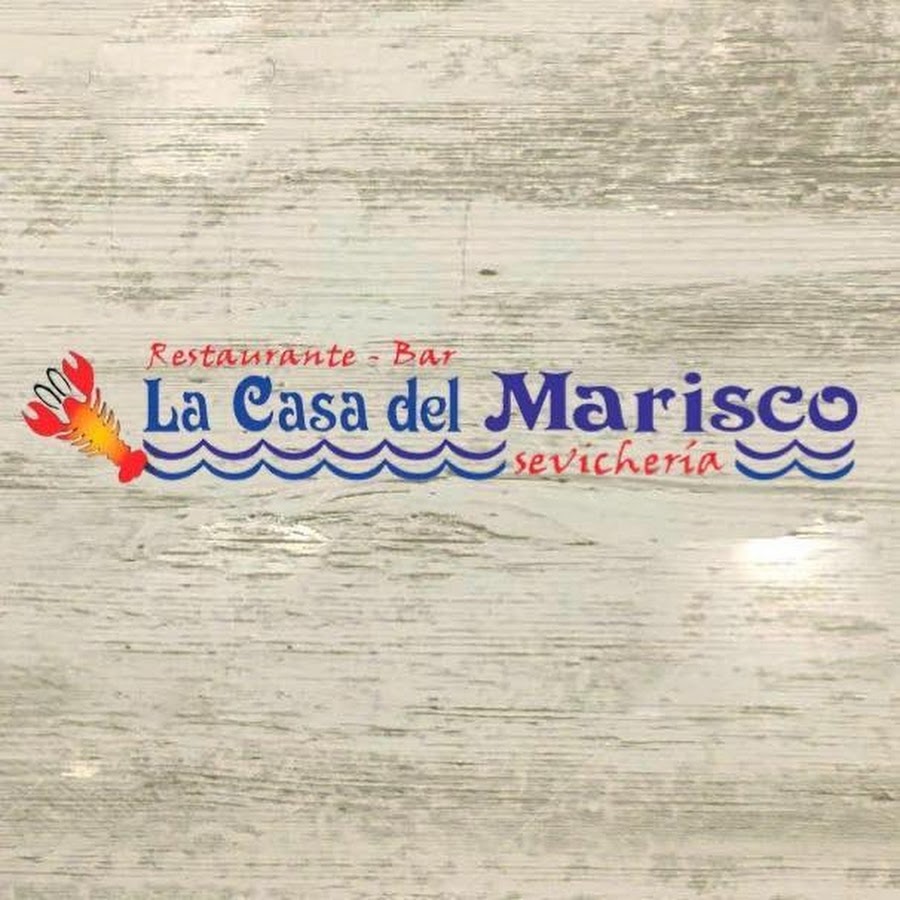 Restaurante - Bar
La Casa del Marisco
sevichería